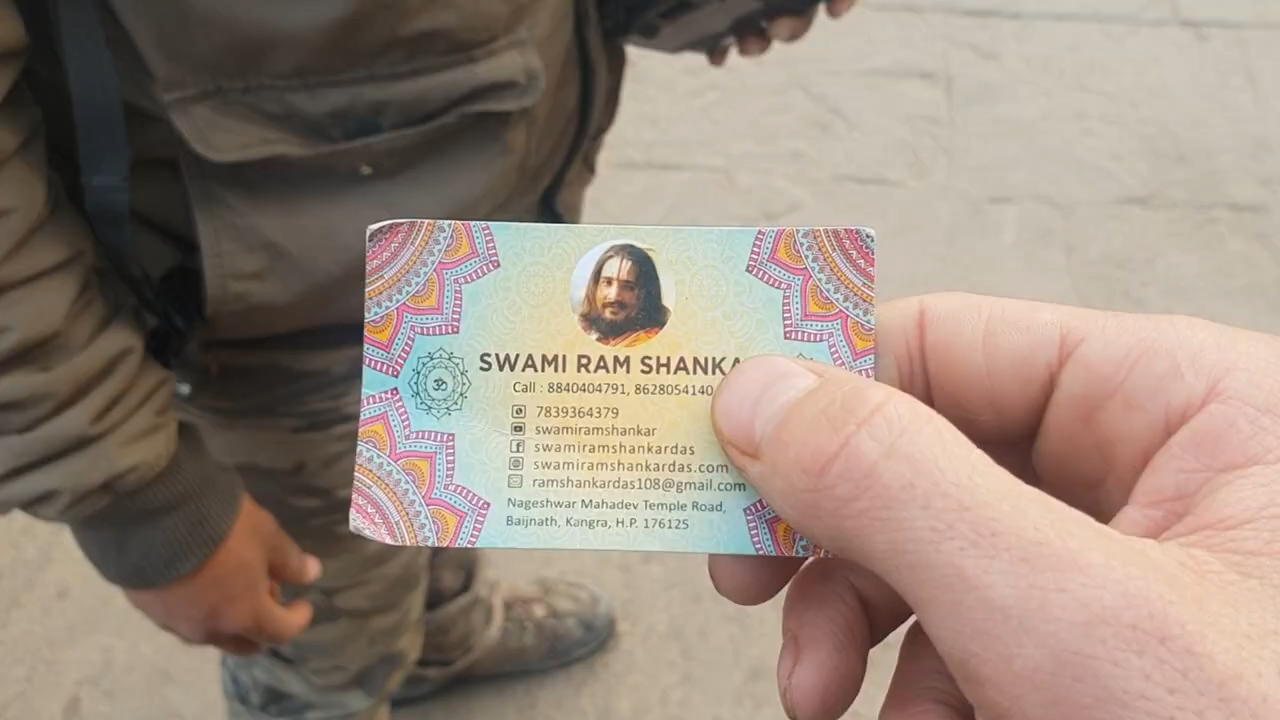 SWAMI RAM SHANKA
Call : 8840404791, 8628054140
7839364379
swamiramshankar
swamiramshankardas
swamiramshankardas.com
ramshankardas108@gmail.com
Nageshwar Mahadev Temple Road,
Baijnath, Kangra, H.P. 176125
ॐ